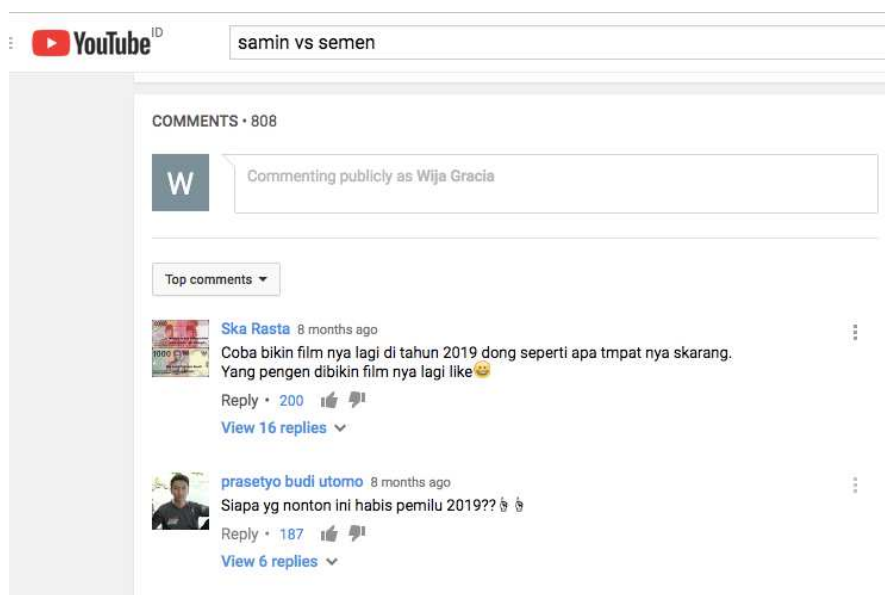 YouTube ID
samin vs semen
COMMENTS • 808
W
Commenting publicly as Wija Gracia
Top comments
Ska Rasta 8 months ago
Coba bikin film nya lagi di tahun 2019 dong seperti apa tmpat nya skarang.
Yang pengen dibikin film nya lagi like😄
Reply • 200
View 16 replies
prasetyo budi utomo 8 months ago
Siapa yg nonton ini habis pemilu 2019??☝☝
Reply • 187
View 6 replies